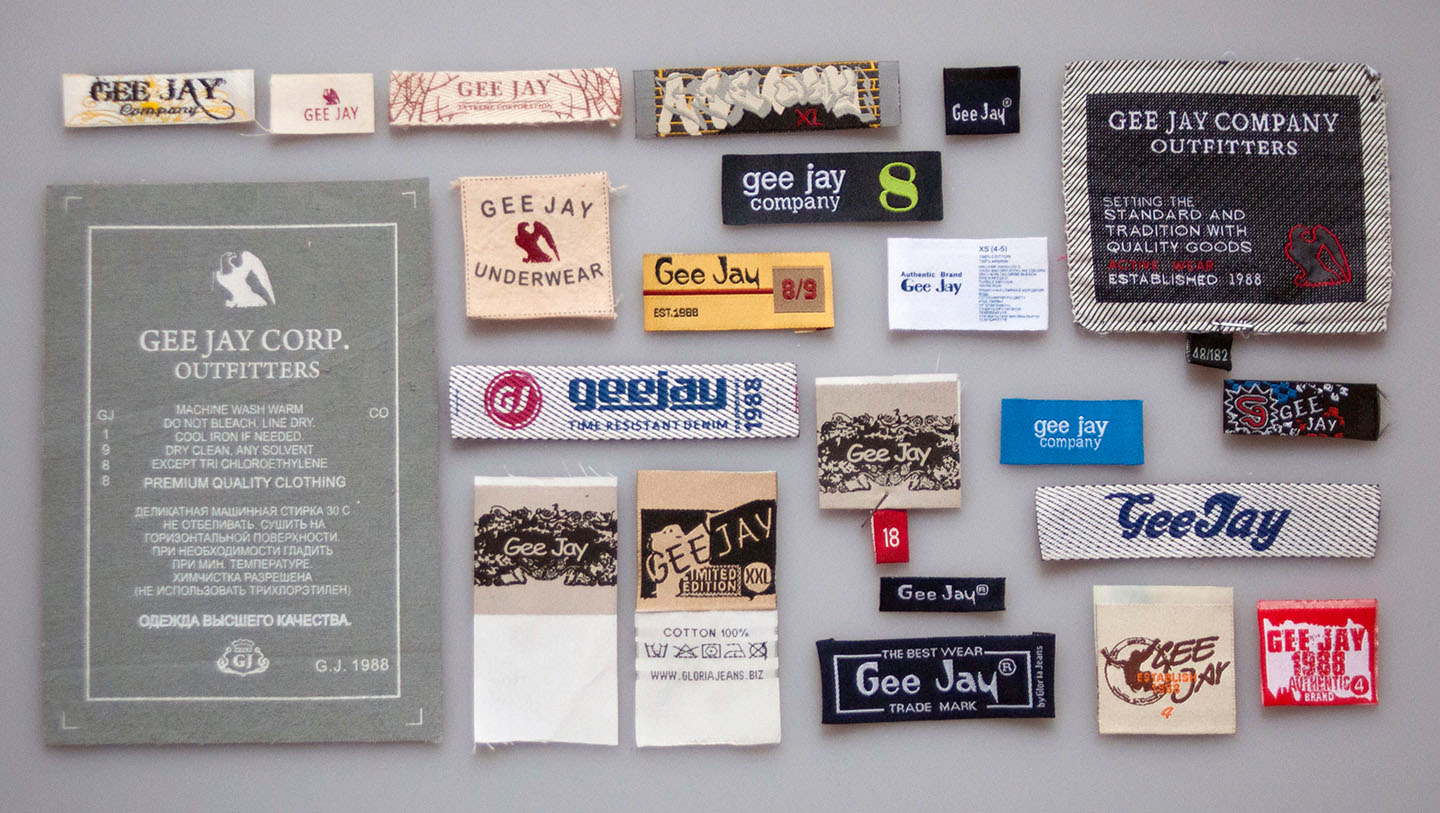 GEE JAY
Company
GEE JAY
GEE JAY
EXTREME CORPORATION
XL
Gee Jay®
GEE JAY COMPANY
OUTFITTERS
SETTING THE
STANDARD AND
TRADITION WITH
QUALITY GOODS
ACTIVE WEAR
ESTABLISHED 1988
48/182
gee jay
company
8
GEE JAY
UNDERWEAR
Gee Jay
EST.1988
8/9
XS (4-5)
100% COTTON
Authentic Brand
Gee Jay
GEE JAY CORP.
OUTFITTERS
GJ
1
9
8
8
CO
MACHINE WASH WARM
DO NOT BLEACH. LINE DRY.
COOL IRON IF NEEDED.
DRY CLEAN, ANY SOLVENT
EXCEPT TRI CHLOROETHYLENE
PREMIUM QUALITY CLOTHING
ДЕЛИКАТНАЯ МАШИННАЯ СТИРКА 30 С
НЕ ОТБЕЛИВАТЬ. СУШИТЬ НА
ГОРИЗОНТАЛЬНОЙ ПОВЕРХНОСТИ.
ПРИ НЕОБХОДИМОСТИ ГЛАДИТЬ
ПРИ МИН. ТЕМПЕРАТУРЕ.
ХИМЧИСТКА РАЗРЕШЕНА
(НЕ ИСПОЛЬЗОВАТЬ ТРИХЛОРЭТИЛЕН)
ОДЕЖДА ВЫСШЕГО КАЧЕСТВА.
GJ
G.J. 1988
GJ
geejay
TIME RESISTANT DENIM
1988
Gee Jay
18
gee jay
company
GEE
JAY
GeeJay
Gee Jay
GEE JAY
LIMITED
EDITION
XXL
COTTON 100%
WWW.GLORIAJEANS.BIZ
Gee Jay®
THE BEST WEAR
Gee Jay®
TRADE MARK
by Gloria Jeans
GEE
JAY
4
GEE JAY
1988
AUTHENTIC
BRAND
4